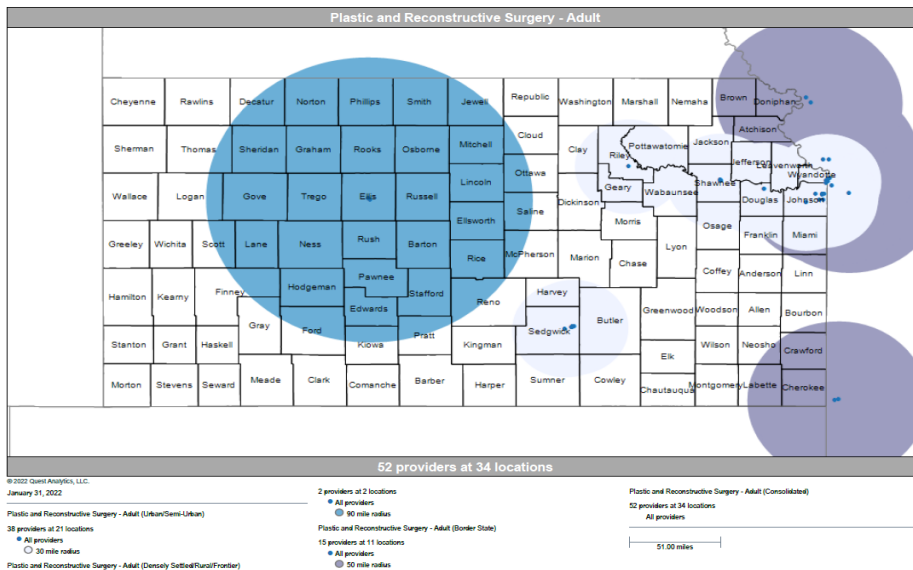 Plastic and Reconstructive Surgery - Adult
Cheyenne Rawlins Decatur Norton Phillips Smith Jewell Republic Washington Marshall Nemaha Brown Doniphan
Cloud Atchison
Sherman Thomas Sheridan Graham Rooks Osborne Mitchell Clay Riley Pottawatomie Jackson Jefferson Leavenworth
Ottawa Wyandotte
Wallace Logan Gove Trego Ellis Russell Lincoln Geary Wabaunsee Shawnee Douglas Johnson
Dickinson
Saline Morris Osage
Greeley Wichita Scott Lane Ness Rush Barton Ellsworth Franklin Miami
Rice McPherson Marion Chase Lyon
Pawnee Coffey Anderson Linn
Hamilton Kearny Finney Hodgeman Stafford Reno Harvey
Edwards Sedgwick Butler Greenwood Woodson Allen Bourbon
Gray Ford
Stanton Grant Haskell Kiowa Pratt Kingman Elk Wilson Neosho Crawford
Morton Stevens Seward Meade Clark Comanche Barber Harper Sumner Cowley Chautauqua Montgomery Labette Cherokee
52 providers at 34 locations
© 2022 Quest Analytics, LLC.
January 31, 2022
Plastic and Reconstructive Surgery - Adult (Urban/Semi-Urban)
38 providers at 21 locations
All providers
30 mile radius
Plastic and Reconstructive Surgery - Adult (Densely Settled/Rural/Frontier)
2 providers at 2 locations
All providers
90 mile radius
Plastic and Reconstructive Surgery - Adult (Border State)
15 providers at 11 locations
All providers
50 mile radius
Plastic and Reconstructive Surgery - Adult (Consolidated)
52 providers at 34 locations
All providers
51.00 miles